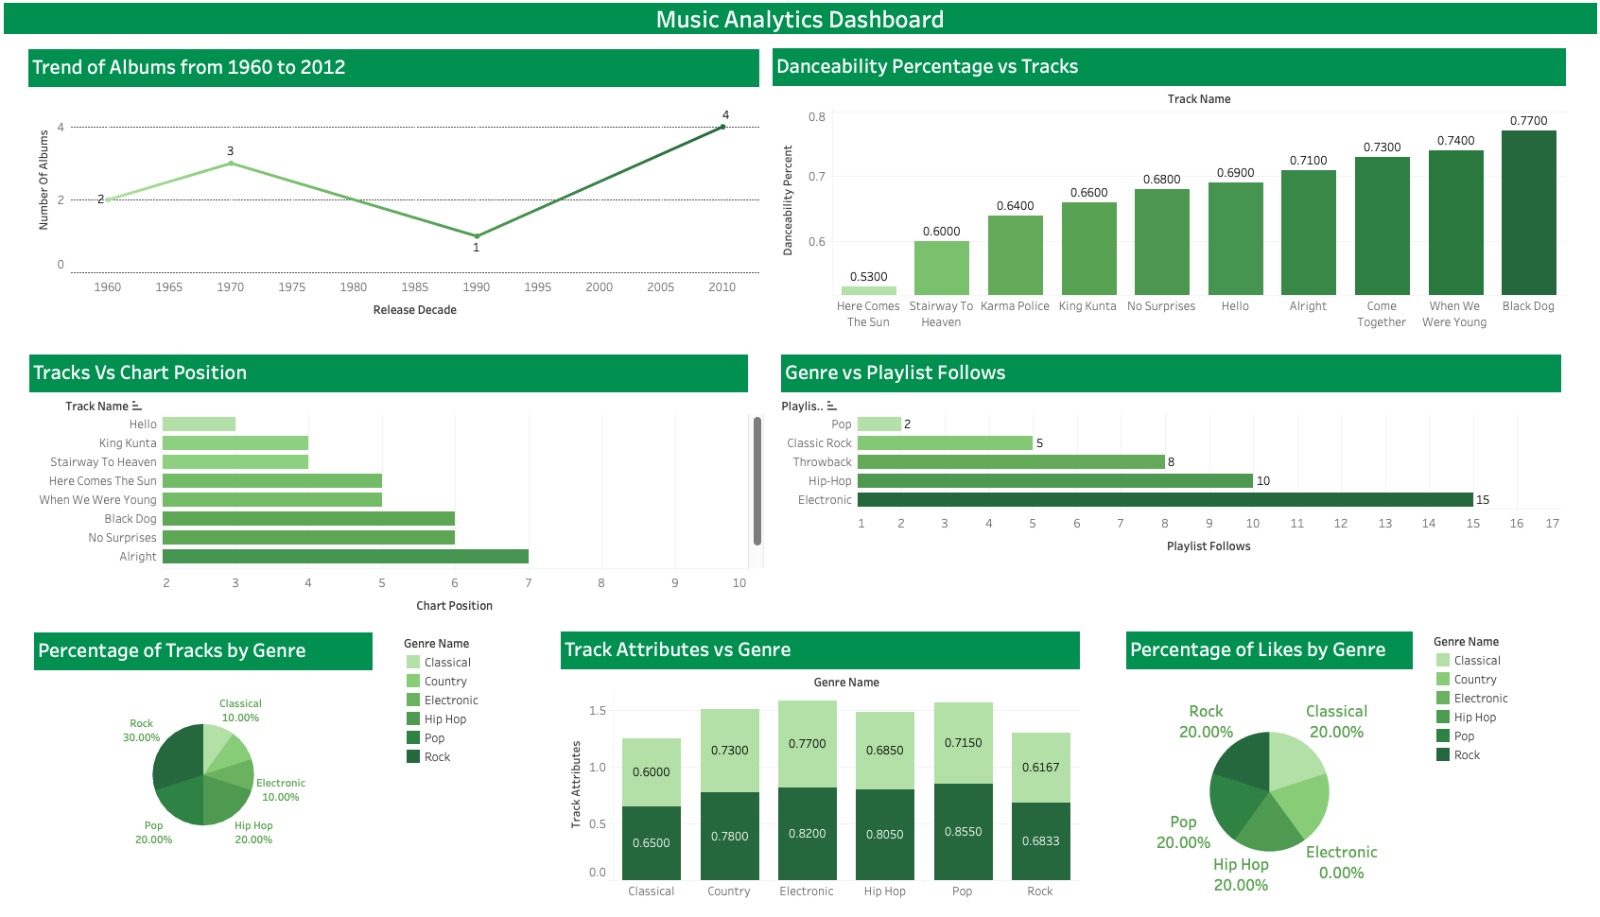 Music Analytics Dashboard
Trend of Albums from 1960 to 2012
Number Of Albums
4
2
0
2
3
1
4
1960 1965 1970 1975 1980 1985 1990 1995 2000 2005 2010
Release Decade
Danceability Percentage vs Tracks
Track Name
Danceability Percent
0.8
0.7
0.6
0.5300 0.6000 0.6400 0.6600 0.6800 0.6900 0.7100 0.7300 0.7400 0.7700
Here Comes The Sun
Stairway To Heaven
Karma Police
King Kunta
No Surprises
Hello
Alright
Come Together
When We Were Young
Black Dog
Tracks Vs Chart Position
Track Name
Hello
King Kunta
Stairway To Heaven
Here Comes The Sun
When We Were Young
Black Dog
No Surprises
Alright
2 3 4 5 6 7 8 9 10
Chart Position
Genre vs Playlist Follows
Playlis..
Pop 2
Classic Rock 5
Throwback 8
Hip-Hop 10
Electronic 15
1 2 3 4 5 6 7 8 9 10 11 12 13 14 15 16 17
Playlist Follows
Percentage of Tracks by Genre
Classical
10.00%
Electronic
10.00%
Hip Hop
20.00%
Pop
20.00%
Rock
30.00%
Genre Name
Classical
Country
Electronic
Hip Hop
Pop
Rock
Track Attributes vs Genre
Genre Name
Track Attributes
1.5
1.0
0.5
0.0
0.6000 0.7300 0.7700 0.6850 0.7150 0.6167
0.6500 0.7800 0.8200 0.8050 0.8550 0.6833
Classical Country Electronic Hip Hop Pop Rock
Percentage of Likes by Genre
Rock
20.00%
Classical
20.00%
Pop
20.00%
Electronic
0.00%
Hip Hop
20.00%
Genre Name
Classical
Country
Electronic
Hip Hop
Pop
Rock